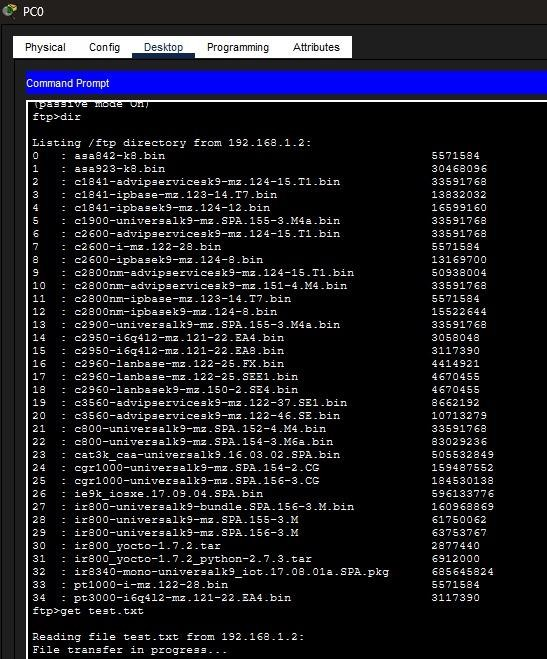 PC0
Physical Config Desktop Programming Attributes
Command Prompt
(passive mode On)
ftp>dir
Listing /ftp directory from 192.168.1.2:
0 : asa842-k8.bin 5571584
1 : asa923-k8.bin 30468096
2 : c1841-advipservicesk9-mz.124-15.T1.bin 33591768
3 : c1841-ipbase-mz.123-14.T7.bin 13832032
4 : c1841-ipbasek9-mz.124-12.bin 16599160
5 : c1900-universalk9-mz.SPA.155-3.M4a.bin 33591768
6 : c2600-advipservicesk9-mz.124-15.T1.bin 33591768
7 : c2600-i-mz.122-28.bin 5571584
8 : c2600-ipbasek9-mz.124-8.bin 13169700
9 : c2800nm-advipservicesk9-mz.124-15.T1.bin 50938004
10 : c2800nm-advipservicesk9-mz.151-4.M4.bin 33591768
11 : c2800nm-ipbase-mz.123-14.T7.bin 5571584
12 : c2800nm-ipbasek9-mz.124-8.bin 15522644
13 : c2900-universalk9-mz.SPA.155-3.M4a.bin 33591768
14 : c2950-i6q4l2-mz.121-22.EA4.bin 3058048
15 : c2950-i6q4l2-mz.121-22.EA8.bin 3117390
16 : c2960-lanbase-mz.122-25.FX.bin 4414921
17 : c2960-lanbase-mz.122-25.SEE1.bin 4670455
18 : c2960-lanbasek9-mz.150-2.SE4.bin 4670455
19 : c3560-advipservicesk9-mz.122-37.SE1.bin 8662192
20 : c3560-advipservicesk9-mz.122-46.SE.bin 10713279
21 : c800-universalk9-mz.SPA.152-4.M4.bin 33591768
22 : c800-universalk9-mz.SPA.154-3.M6a.bin 83029236
23 : cat3k_caa-universalk9.16.03.02.SPA.bin 505532849
24 : cgr1000-universalk9-mz.SPA.154-2.CG 159487552
25 : cgr1000-universalk9-mz.SPA.156-3.CG 184530138
26 : ie9k_iosxe.17.09.04.SPA.bin 596133776
27 : ir800-universalk9-bundle.SPA.156-3.M.bin 160968869
28 : ir800-universalk9-mz.SPA.155-3.M 61750062
29 : ir800-universalk9-mz.SPA.156-3.M 63753767
30 : ir800_yocto-1.7.2.tar 2877440
31 : ir800_yocto-1.7.2_python-2.7.3.tar 6912000
32 : ir8340-mono-universalk9_iot.17.08.01a.SPA.pkg 685645824
33 : pt1000-i-mz.122-28.bin 5571584
34 : pt3000-i6q4l2-mz.121-22.EA4.bin 3117390
ftp>get test.txt
Reading file test.txt from 192.168.1.2:
File transfer in progress...